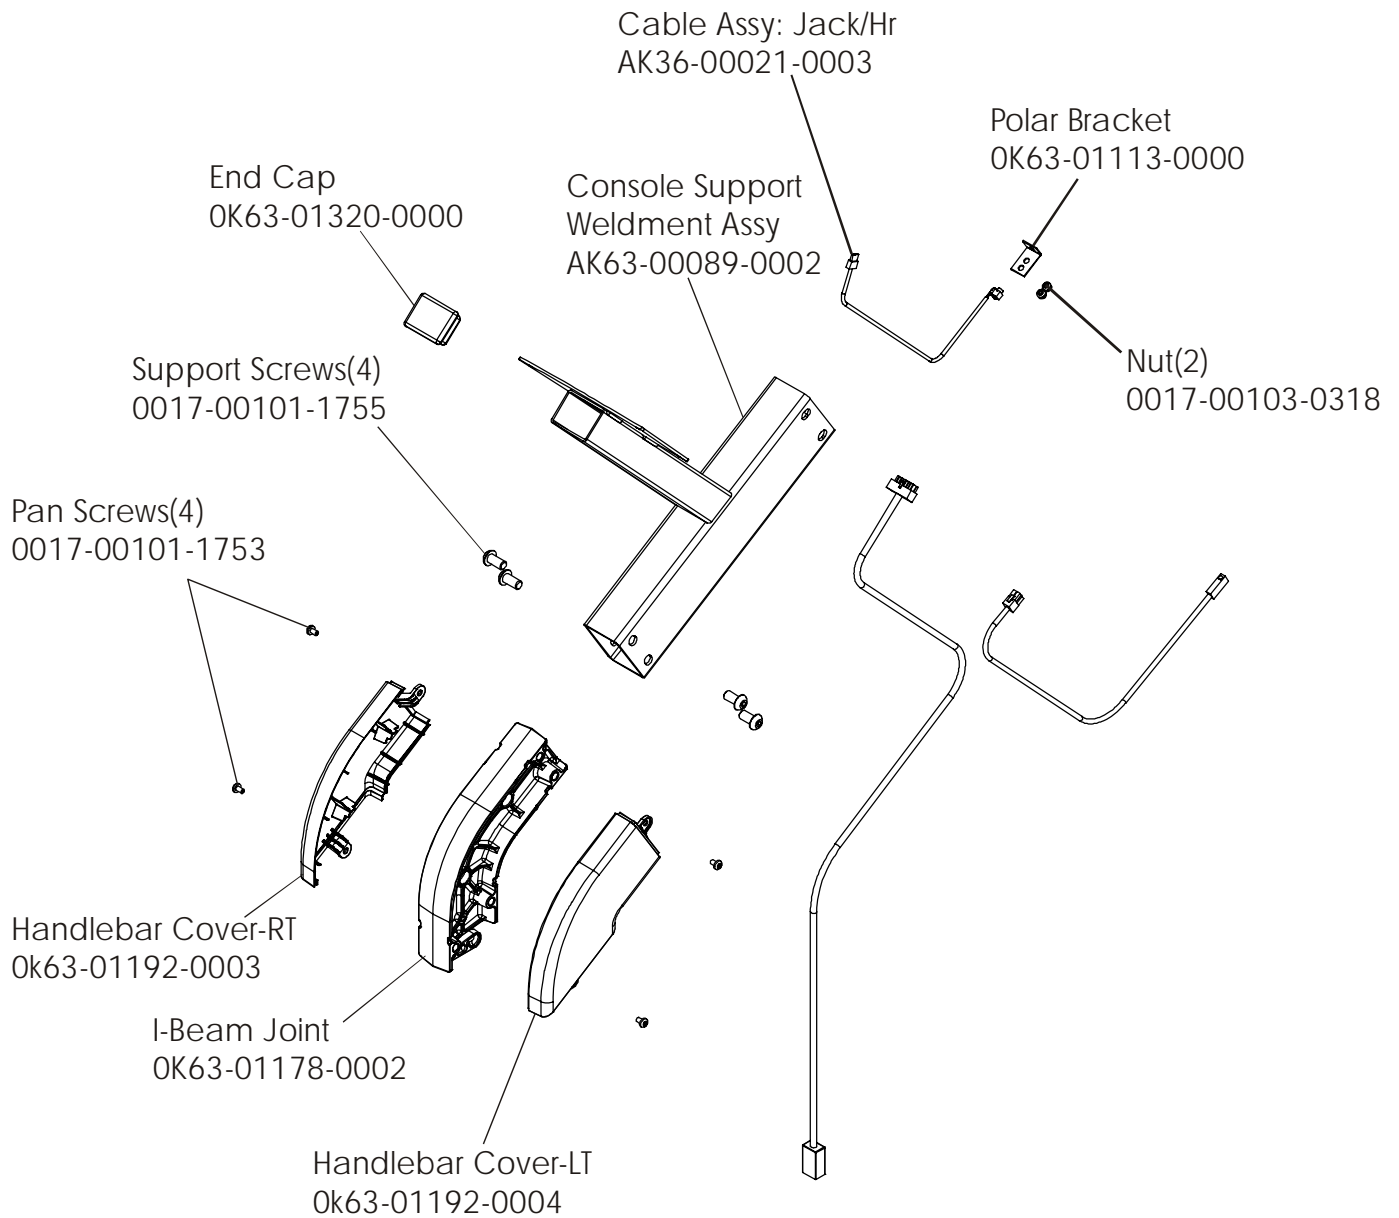 Cable Assy: Jack/Hr
AK36-00021-0003
Polar Bracket
0K63-01113-0000
End Cap
0K63-01320-0000
Console Support
Weldment Assy
AK63-00089-0002
Support Screws(4)
0017-00101-1755
Nut(2)
0017-00103-0318
Pan Screws(4)
0017-00101-1753
Handlebar Cover-RT
0k63-01192-0003
I-Beam Joint
0K63-01178-0002
Handlebar Cover-LT
0k63-01192-0004